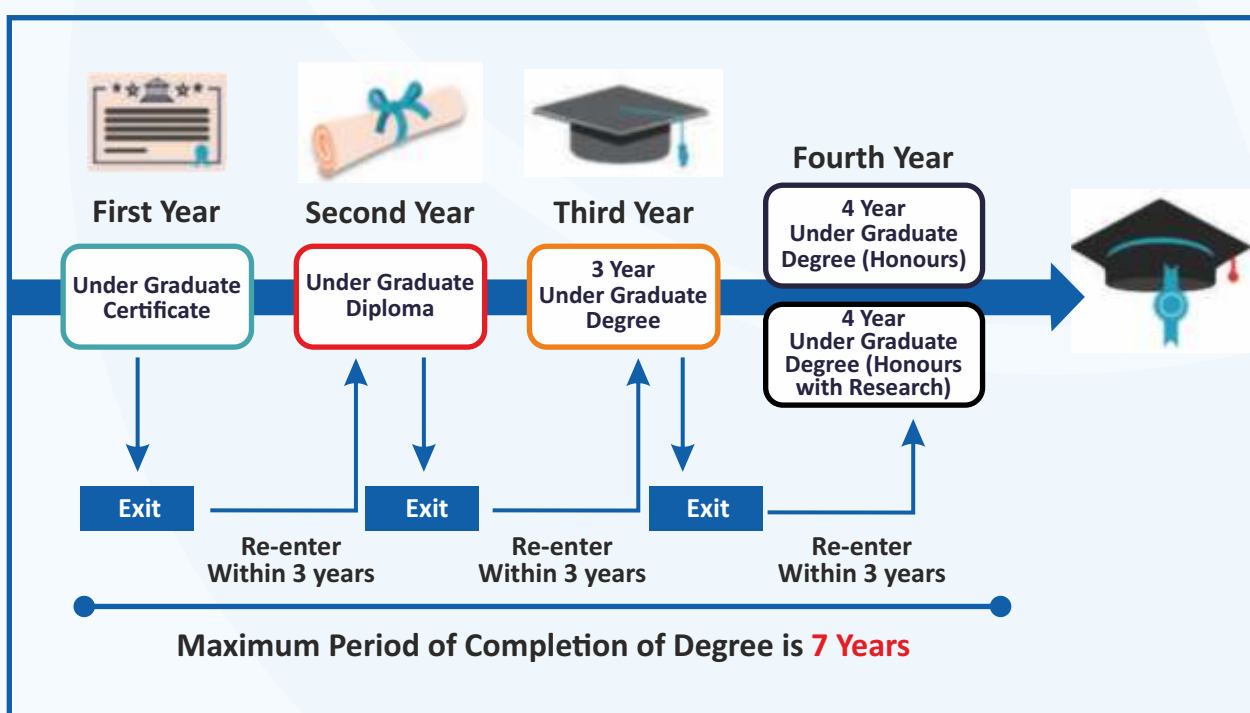 First Year
Under Graduate
Certificate
Second Year
Under Graduate
Diploma
Third Year
3 Year
Under Graduate
Degree
Fourth Year
4 Year
Under Graduate
Degree (Honours)
4 Year
Under Graduate
Degree (Honours
with Research)
Exit
Re-enter
Within 3 years
Exit
Re-enter
Within 3 years
Exit
Re-enter
Within 3 years
Maximum Period of Completion of Degree is 7 Years